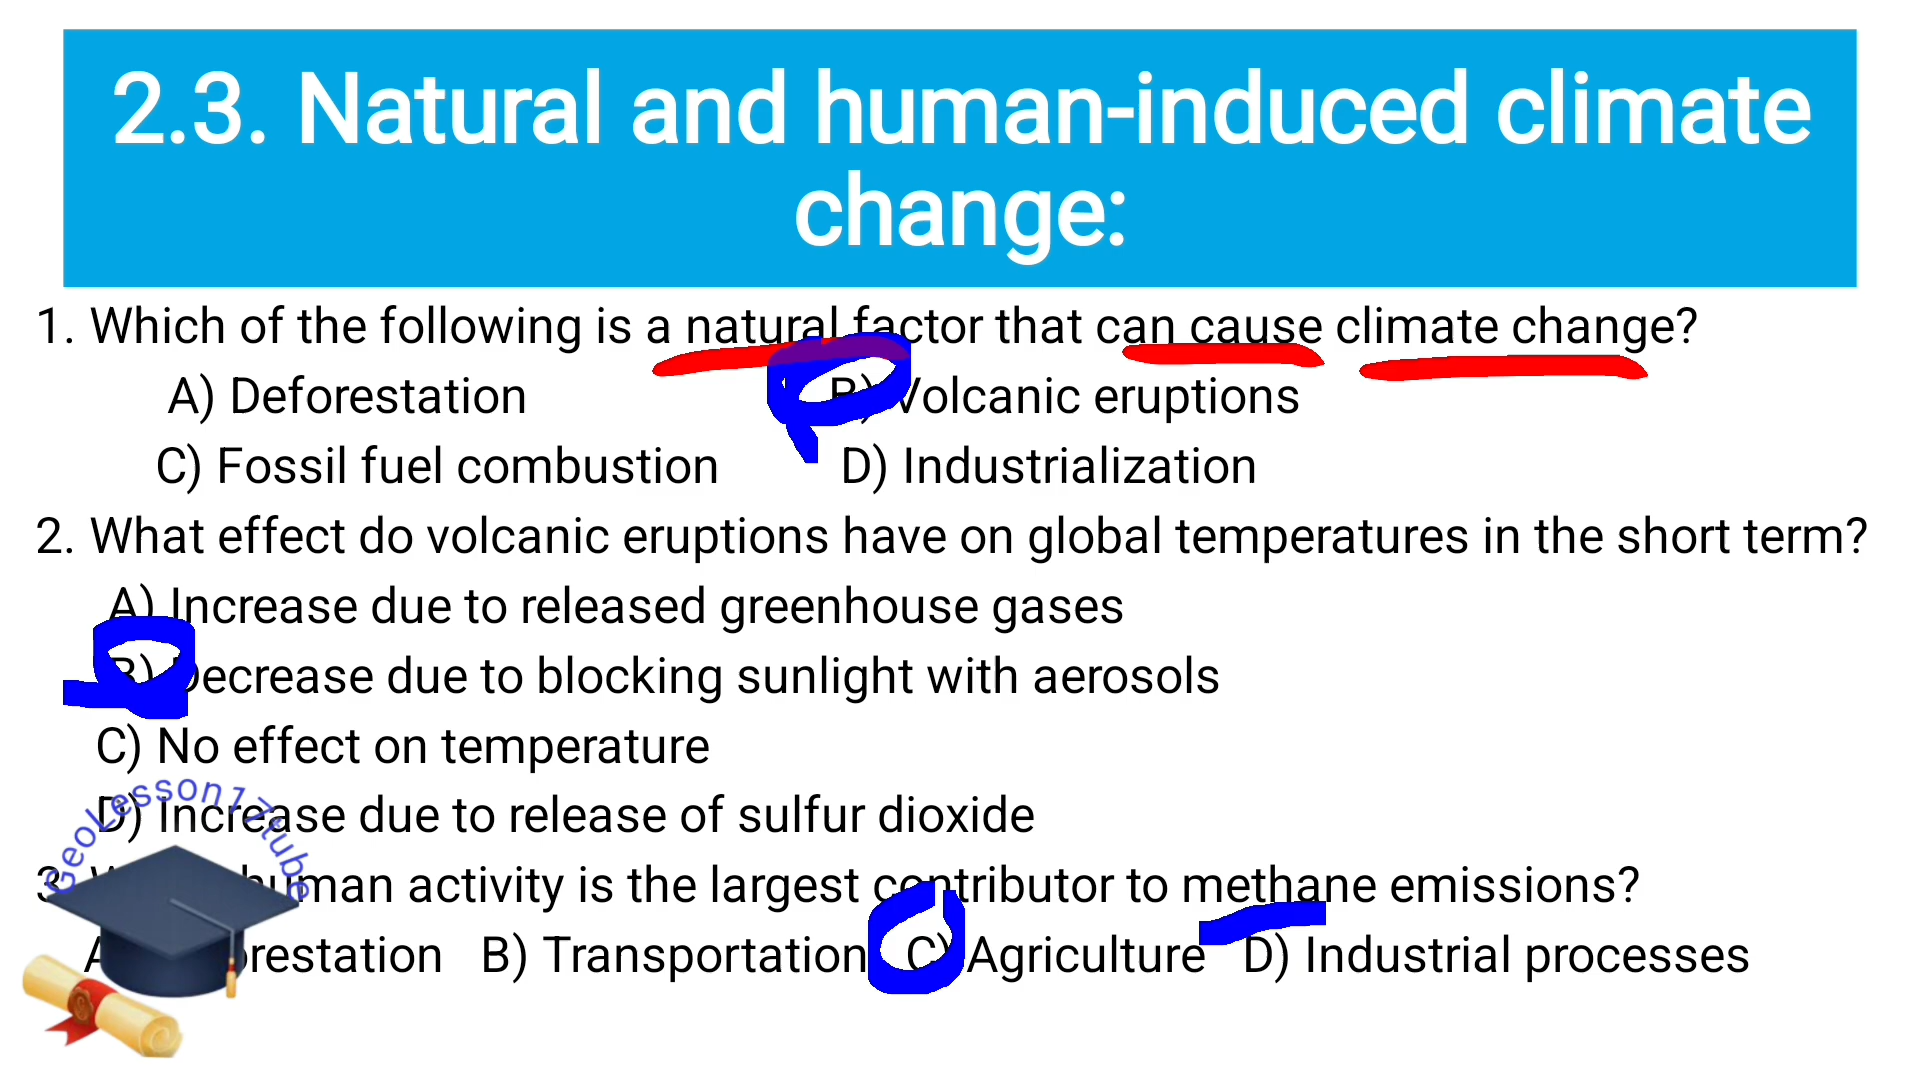 2.3. Natural and human-induced climate
change:
1. Which of the following is a natural factor that can cause climate change?
A) Deforestation B) Volcanic eruptions
C) Fossil fuel combustion D) Industrialization
2. What effect do volcanic eruptions have on global temperatures in the short term?
A) Increase due to released greenhouse gases
B) Decrease due to blocking sunlight with aerosols
C) No effect on temperature
D) Increase due to release of sulfur dioxide
GeoLesson17tube
3. human activity is the largest contributor to methane emissions?
B) Transportation C) Agriculture D) Industrial processes